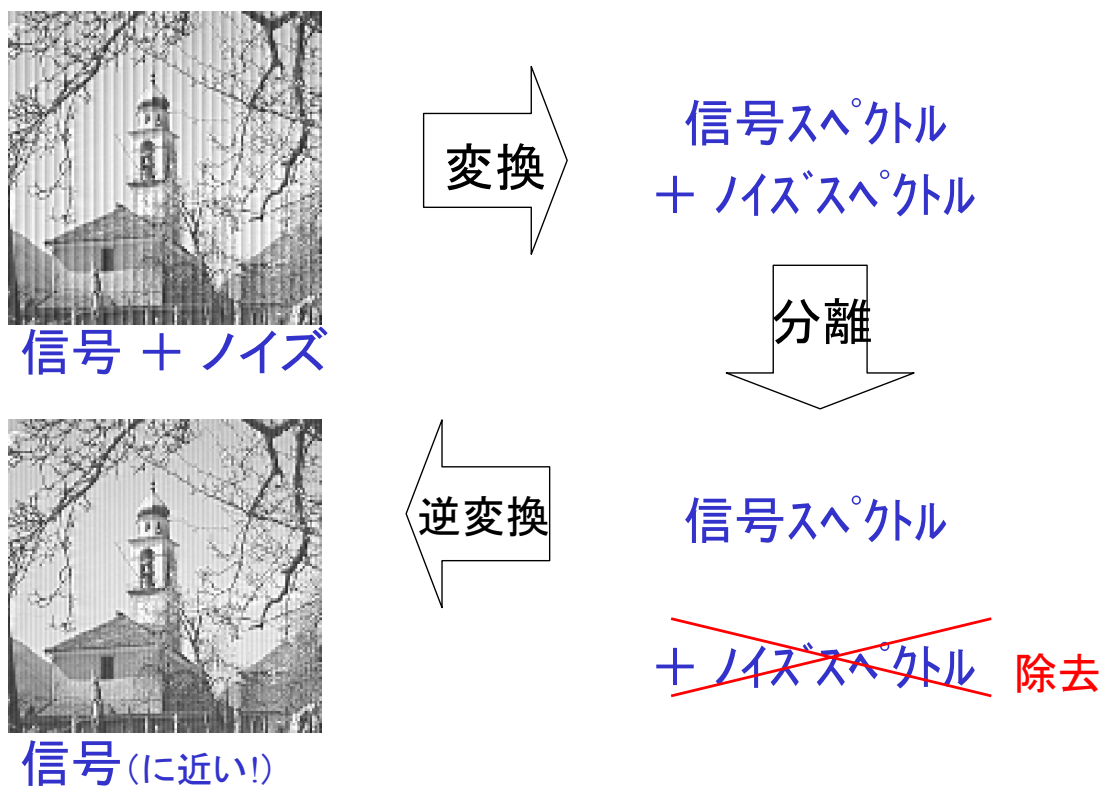 変換
信号スペクトル
＋ ノイズスペクトル
信号 ＋ ノイズ
分離
逆変換
信号スペクトル
＋ ノイズスペクトル
除去
信号(に近い!)